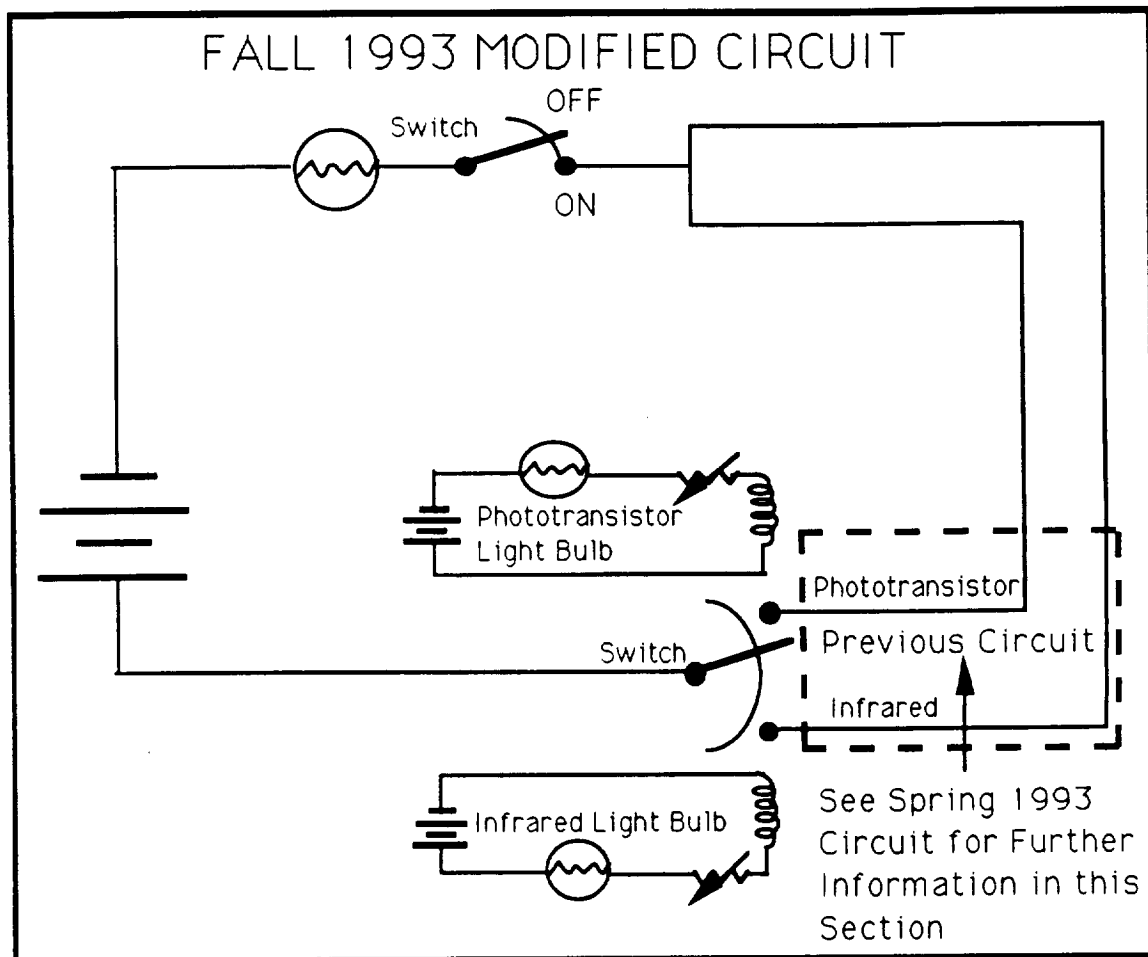 FALL 1993 MODIFIED CIRCUIT
OFF
Switch
ON
Phototransistor
Light Bulb
Phototransistor
Switch
Previous Circuit
Infrared
Infrared Light Bulb
See Spring 1993
Circuit for Further
Information in this
Section